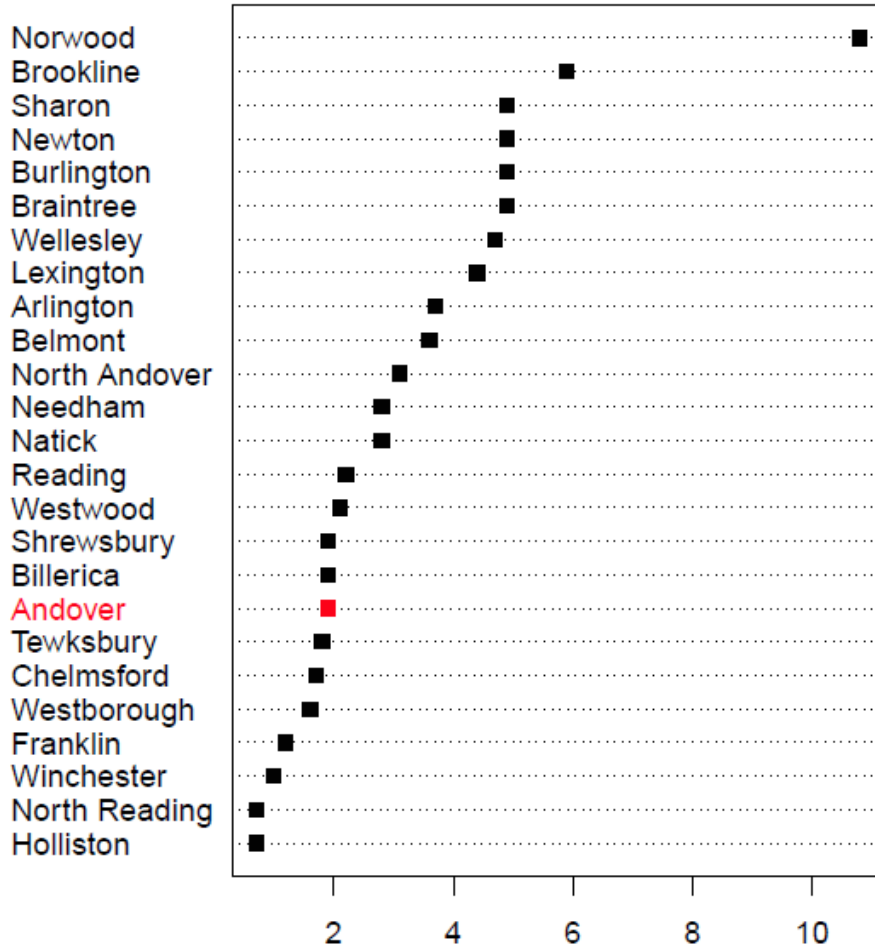 Norwood
Brookline
Sharon
Newton
Burlington
Braintree
Wellesley
Lexington
Arlington
Belmont
North Andover
Needham
Natick
Reading
Westwood
Shrewsbury
Billerica
Andover
Tewksbury
Chelmsford
Westborough
Franklin
Winchester
North Reading
Holliston
2 4 6 8 10